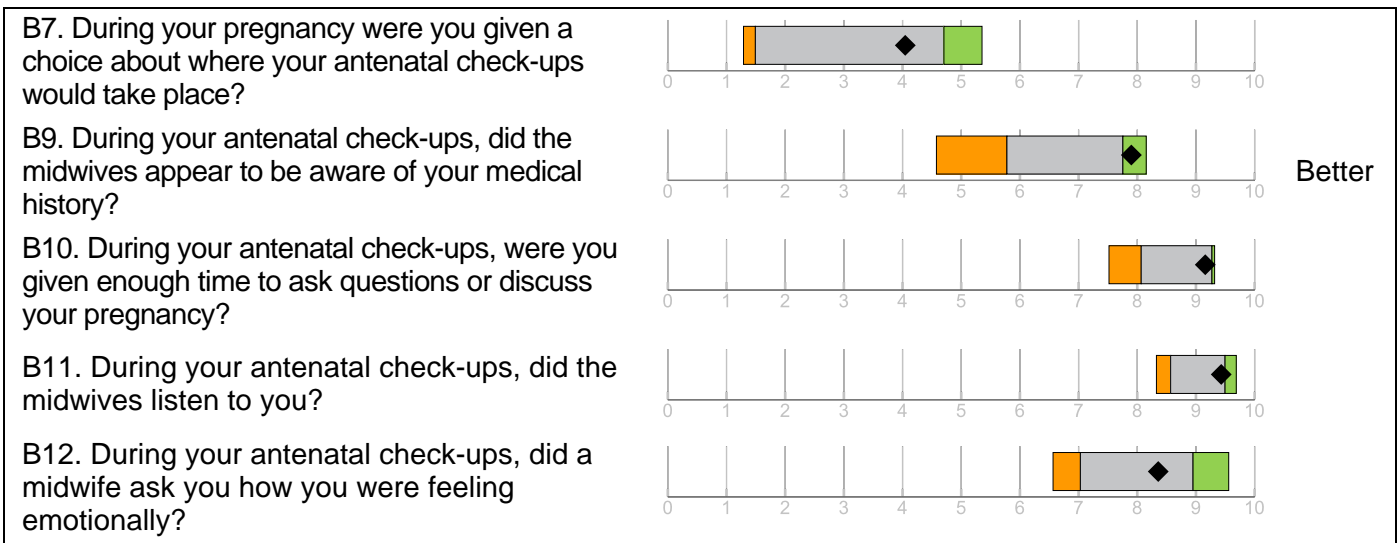 B7. During your pregnancy were you given a
choice about where your antenatal check-ups
would take place?
0 1 2 3 4 5 6 7 8 9 10
B9. During your antenatal check-ups, did the
midwives appear to be aware of your medical
history?
0 1 2 3 4 5 6 7 8 9 10
Better
B10. During your antenatal check-ups, were you
given enough time to ask questions or discuss
your pregnancy?
0 1 2 3 4 5 6 7 8 9 10
B11. During your antenatal check-ups, did the
midwives listen to you?
0 1 2 3 4 5 6 7 8 9 10
B12. During your antenatal check-ups, did a
midwife ask you how you were feeling
emotionally?
0 1 2 3 4 5 6 7 8 9 10